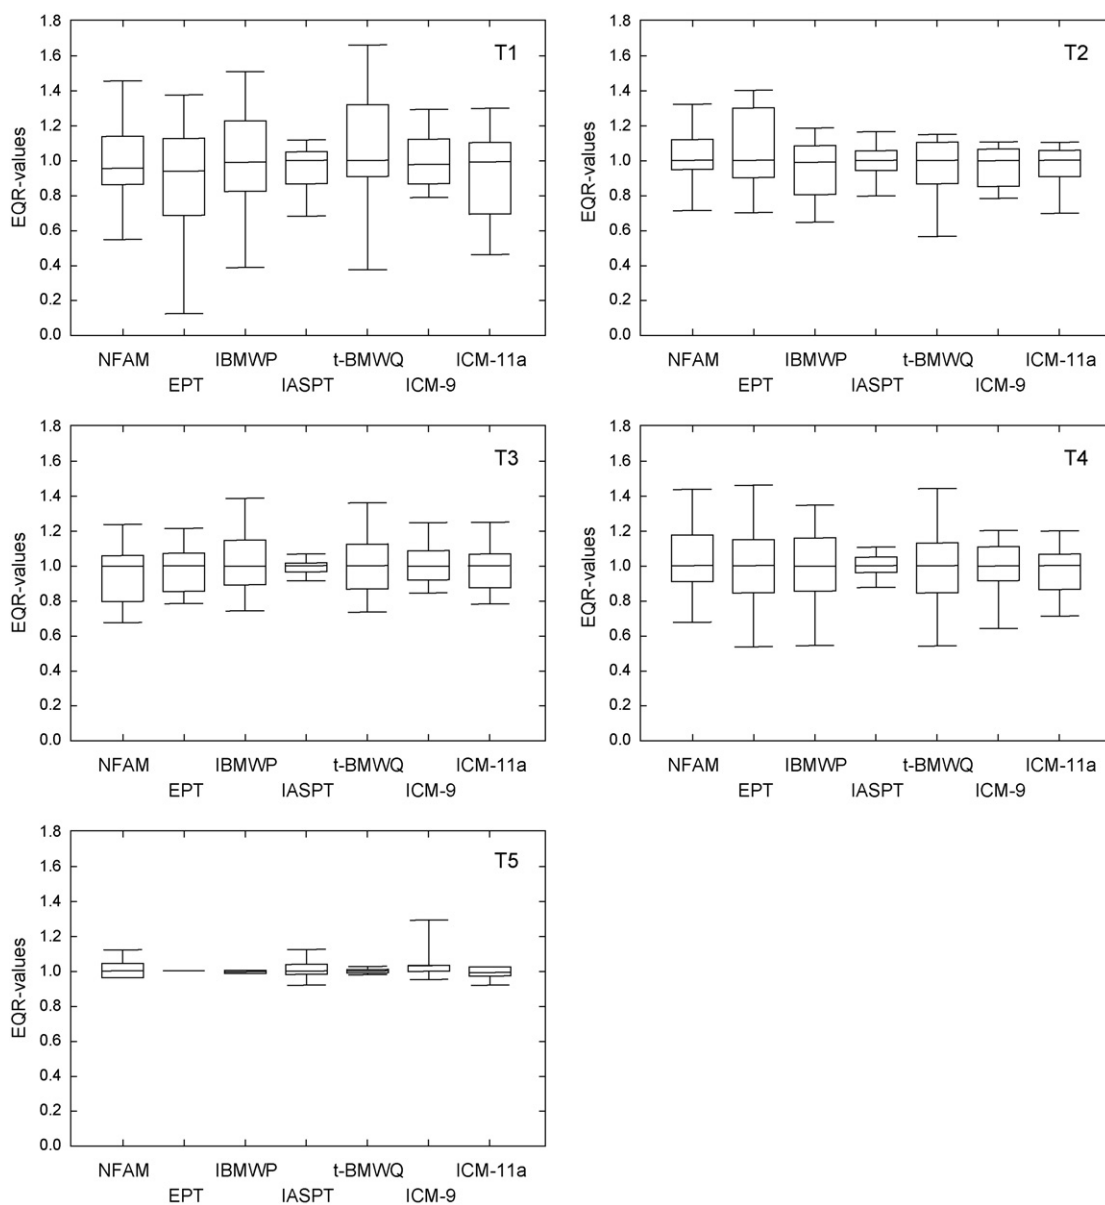 T1
1.8
1.6
1.4
1.2
1.0
0.8
0.6
0.4
0.2
0.0
EQR-values
NFAM IBMWP t-BMWQ ICM-11a
EPT IASPT ICM-9
T2
1.8
1.6
1.4
1.2
1.0
0.8
0.6
0.4
0.2
0.0
EQR-values
NFAM IBMWP t-BMWQ ICM-11a
EPT IASPT ICM-9
T3
1.8
1.6
1.4
1.2
1.0
0.8
0.6
0.4
0.2
0.0
EQR-values
NFAM IBMWP t-BMWQ ICM-11a
EPT IASPT ICM-9
T4
1.8
1.6
1.4
1.2
1.0
0.8
0.6
0.4
0.2
0.0
EQR-values
NFAM IBMWP t-BMWQ ICM-11a
EPT IASPT ICM-9
T5
1.8
1.6
1.4
1.2
1.0
0.8
0.6
0.4
0.2
0.0
EQR-values
NFAM IBMWP t-BMWQ ICM-11a
EPT IASPT ICM-9